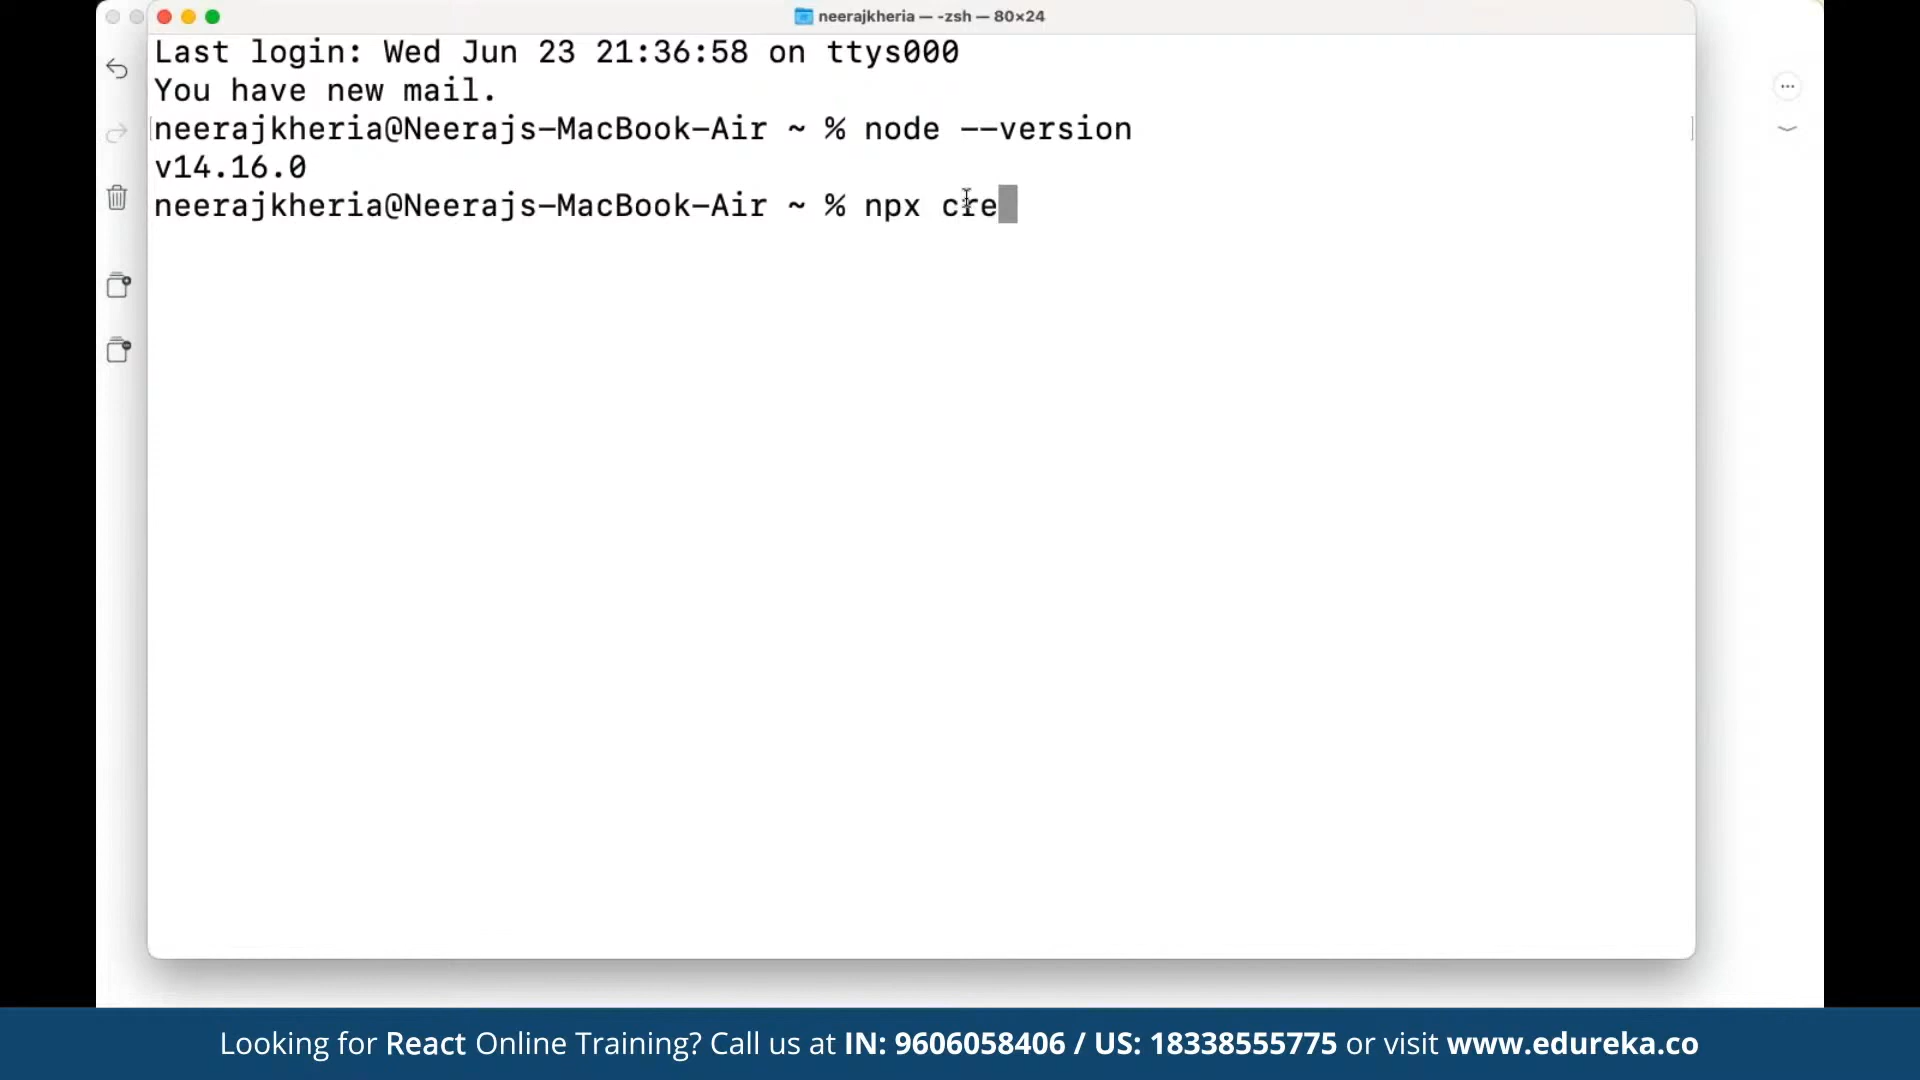 neerajkheria — -zsh — 80×24
Last login: Wed Jun 23 21:36:58 on ttys000
You have new mail.
neerajkheria@Neerajs-MacBook-Air ~ % node --version
v14.16.0
neerajkheria@Neerajs-MacBook-Air ~ % npx cre
Looking for React Online Training? Call us at IN: 9606058406 / US: 18338555775 or visit www.edureka.co